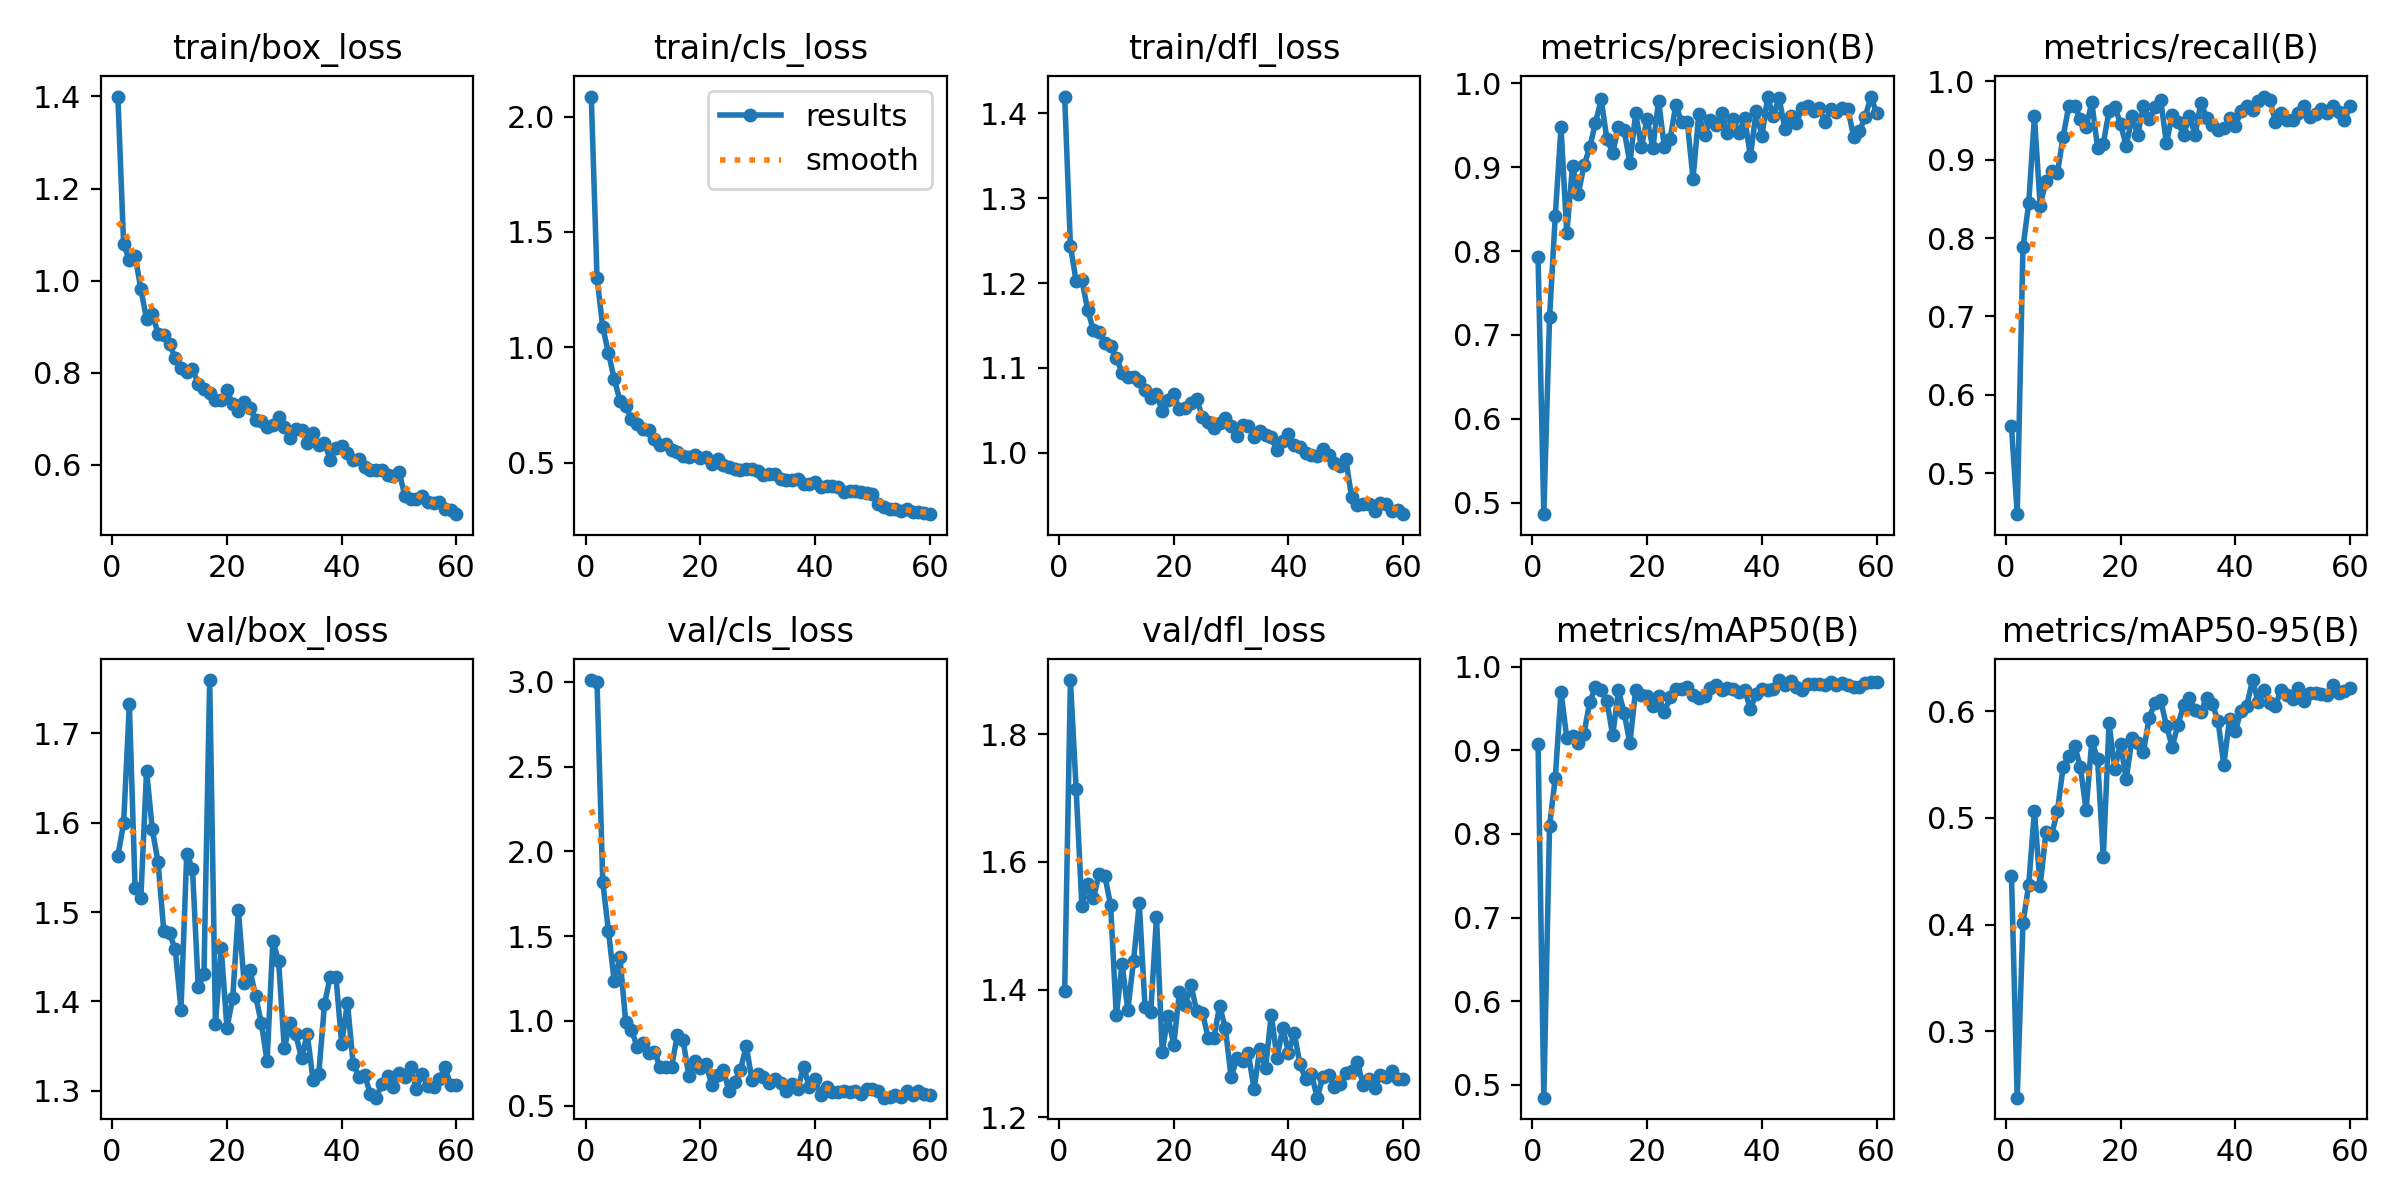 train/box_loss
1.4
1.2
1.0
0.8
0.6
0 20 40 60
train/cls_loss
results
smooth
2.0
1.5
1.0
0.5
0 20 40 60
train/dfl_loss
1.4
1.3
1.2
1.1
1.0
0 20 40 60
metrics/precision(B)
1.0
0.9
0.8
0.7
0.6
0.5
0 20 40 60
metrics/recall(B)
1.0
0.9
0.8
0.7
0.6
0.5
0 20 40 60
val/box_loss
1.7
1.6
1.5
1.4
1.3
0 20 40 60
val/cls_loss
3.0
2.5
2.0
1.5
1.0
0.5
0 20 40 60
val/dfl_loss
1.8
1.6
1.4
1.2
0 20 40 60
metrics/mAP50(B)
1.0
0.9
0.8
0.7
0.6
0.5
0 20 40 60
metrics/mAP50-95(B)
0.6
0.5
0.4
0.3
0 20 40 60